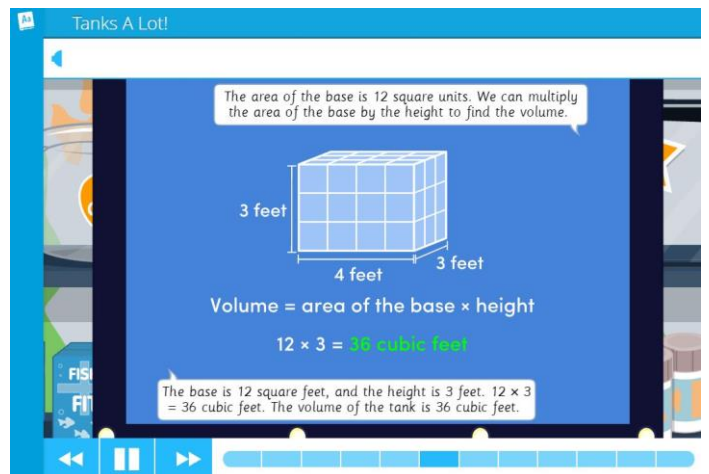 Aa
Tanks A Lot!
The area of the base is 12 square units. We can multiply
the area of the base by the height to find the volume.
3 feet
4 feet
3 feet
Volume = area of the base × height
12 × 3 = 36 cubic feet
The base is 12 square feet, and the height is 3 feet. 12 × 3
= 36 cubic feet. The volume of the tank is 36 cubic feet.